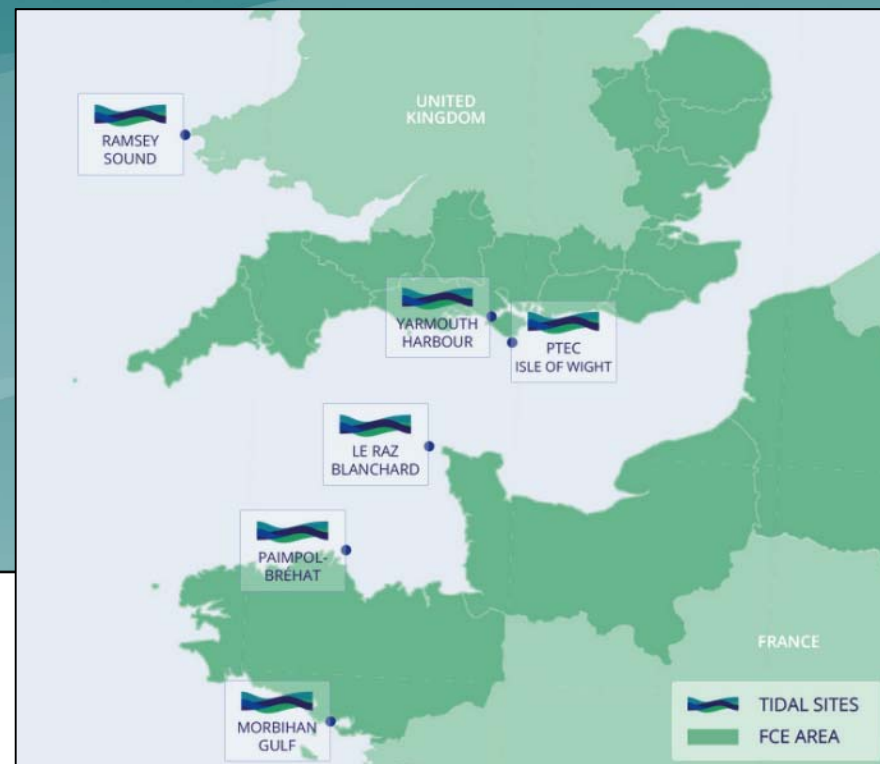 UNITED
KINGDOM
RAMSEY
SOUND
YARMOUTH
HARBOUR
PTEC
ISLE OF WIGHT
LE RAZ
BLANCHARD
PAIMPOL-
BRÉHAT
MORBIHAN
GULF
FRANCE
TIDAL SITES
FCE AREA